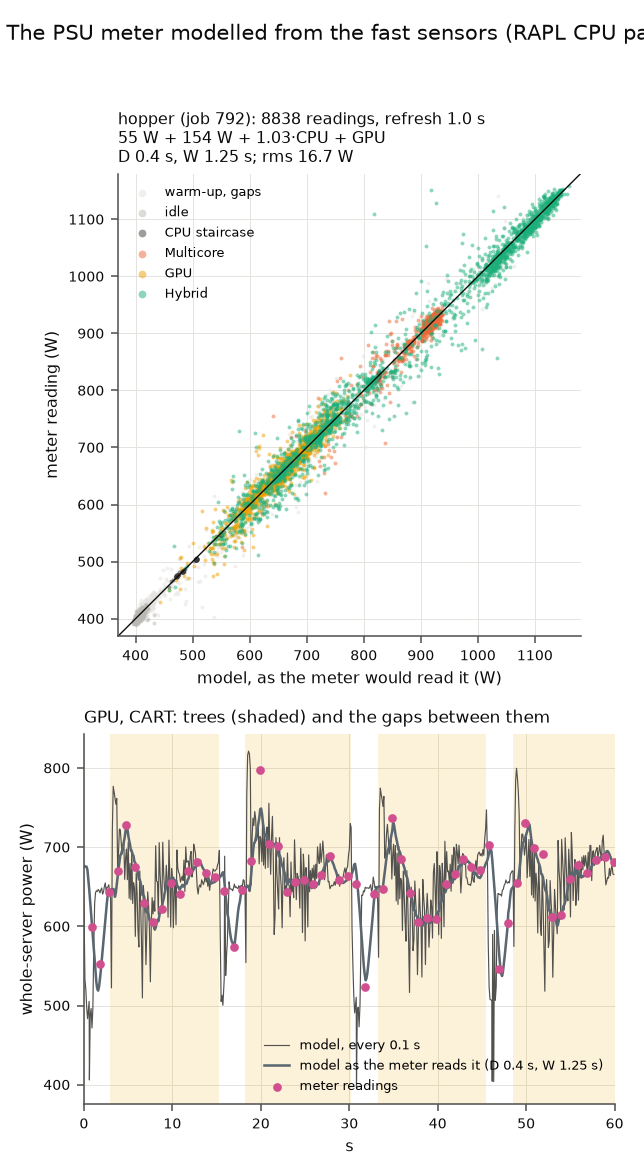 The PSU meter modelled from the fast sensors (RAPL CPU pa
hopper (job 792): 8838 readings, refresh 1.0 s
55 W + 154 W + 1.03·CPU + GPU
D 0.4 s, W 1.25 s; rms 16.7 W
warm-up, gaps
idle
CPU staircase
Multicore
GPU
Hybrid
meter reading (W)
1100
1000
900
800
700
600
500
400
400 500 600 700 800 900 1000 1100
model, as the meter would read it (W)
GPU, CART: trees (shaded) and the gaps between them
whole-server power (W)
800
700
600
500
400
model, every 0.1 s
model as the meter reads it (D 0.4 s, W 1.25 s)
meter readings
0 10 20 30 40 50 60
s